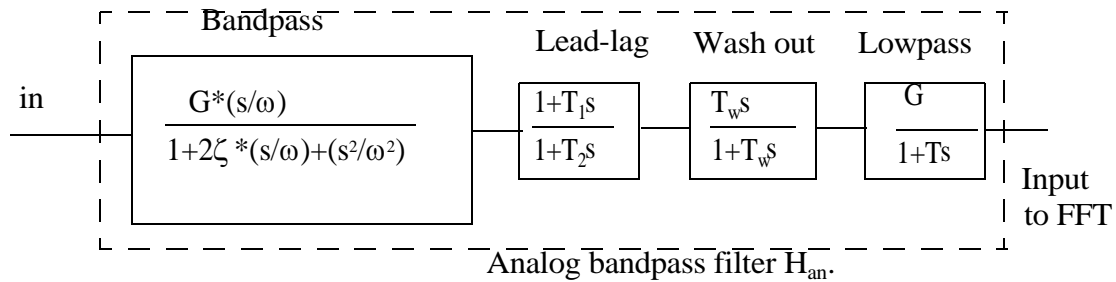 Bandpass
Lead-lag
Wash out
Lowpass
in
G*(s/ω)
1+2ζ *(s/ω)+(s²/ω²)
1+T₁s
1+T₂s
T_ws
1+T_ws
G
1+Ts
Input
to FFT
Analog bandpass filter H_an.